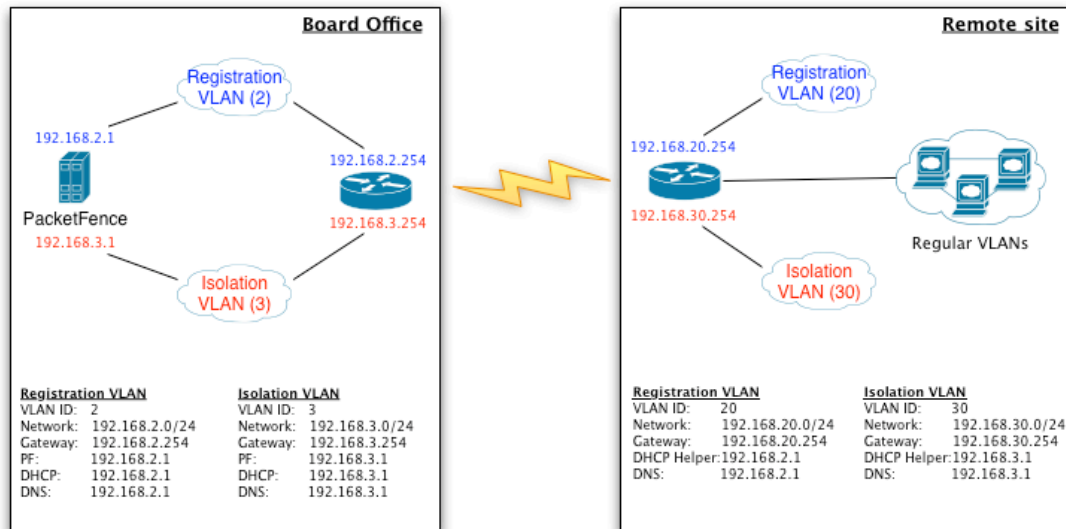 Board Office
Registration
VLAN (2)
192.168.2.1
192.168.2.254
PacketFence
192.168.3.1
192.168.3.254
Isolation
VLAN (3)
Registration VLAN
VLAN ID: 2
Network: 192.168.2.0/24
Gateway: 192.168.2.254
PF: 192.168.2.1
DHCP: 192.168.2.1
DNS: 192.168.2.1
Isolation VLAN
VLAN ID: 3
Network: 192.168.3.0/24
Gateway: 192.168.3.254
PF: 192.168.3.1
DHCP: 192.168.3.1
DNS: 192.168.3.1
Remote site
Registration
VLAN (20)
192.168.20.254
192.168.30.254
Regular VLANs
Isolation
VLAN (30)
Registration VLAN
VLAN ID: 20
Network: 192.168.20.0/24
Gateway: 192.168.20.254
DHCP Helper: 192.168.2.1
DNS: 192.168.2.1
Isolation VLAN
VLAN ID: 30
Network: 192.168.30.0/24
Gateway: 192.168.30.254
DHCP Helper: 192.168.3.1
DNS: 192.168.3.1